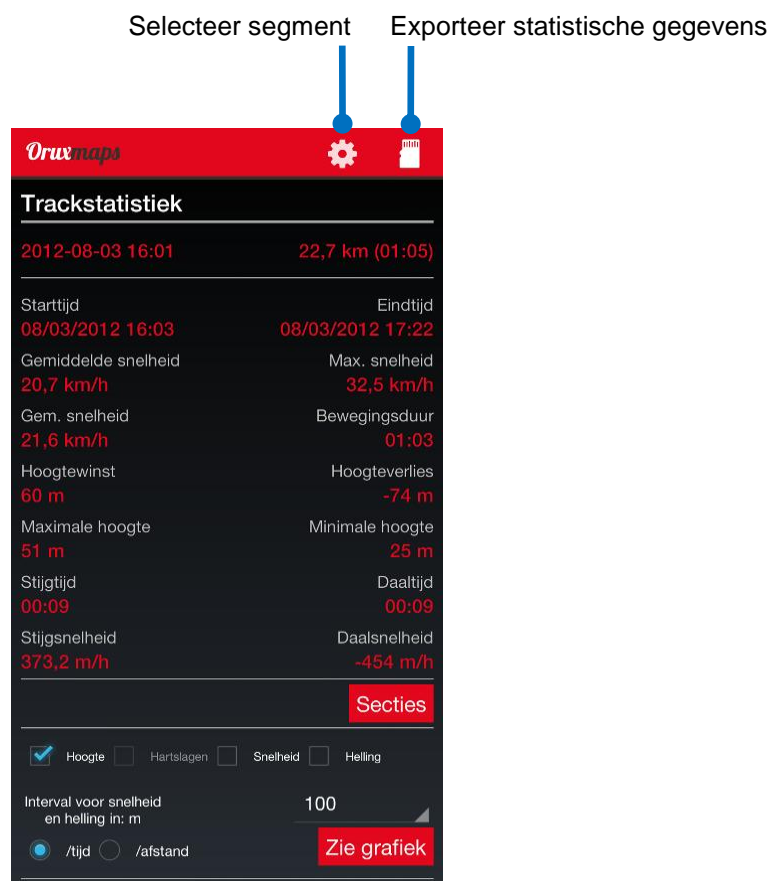 Selecteer segment Exporteer statistische gegevens
Oruxmaps
Trackstatistiek
2012-08-03 16:01 22,7 km (01:05)
Starttijd Eindtijd
08/03/2012 16:03 08/03/2012 17:22
Gemiddelde snelheid Max. snelheid
20,7 km/h 32,5 km/h
Gem. snelheid Bewegingsduur
21,6 km/h 01:03
Hoogtewinst Hoogteverlies
60 m -74 m
Maximale hoogte Minimale hoogte
51 m 25 m
Stijgtijd Daaltijd
00:09 00:09
Stijgsnelheid Daalsnelheid
373,2 m/h -454 m/h
Secties
Hoogte Hartslagen Snelheid Helling
Interval voor snelheid
en helling in: m 100
/tijd /afstand Zie grafiek